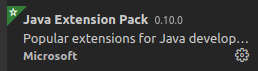 Java Extension Pack 0.10.0
Popular extensions for Java develop...
Microsoft